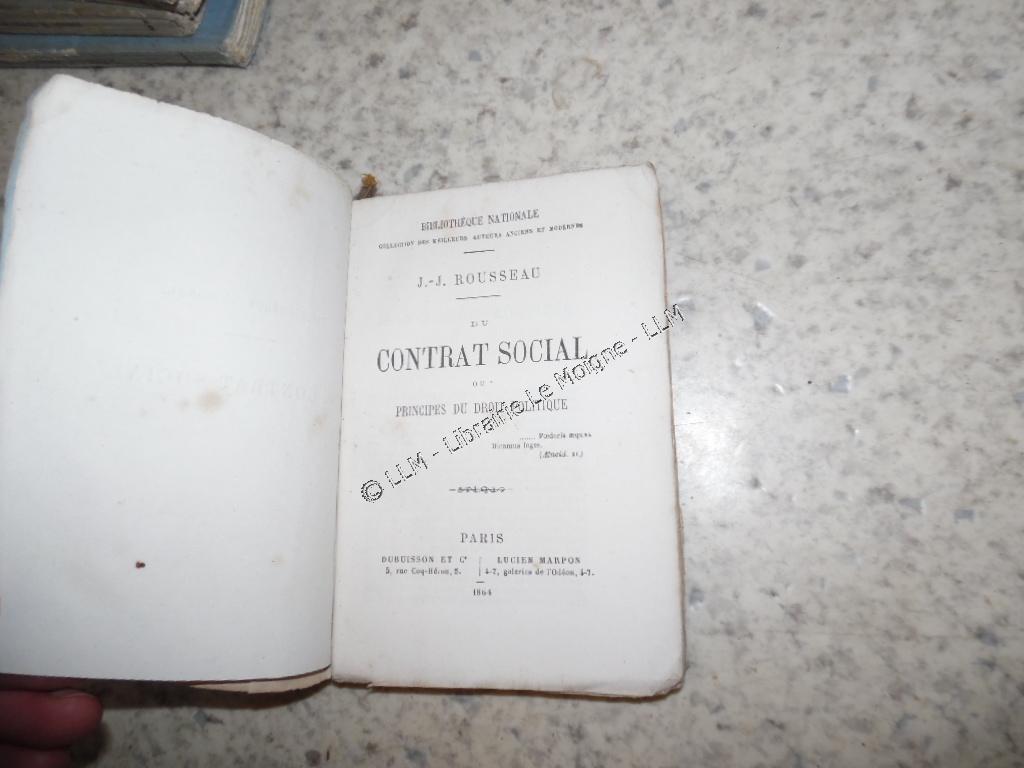 BIBLIOTHÈQUE NATIONALE
COLLECTION DES MEILLEURS AUTEURS ANCIENS ET MODERNES
J.-J. ROUSSEAU
DU
CONTRAT SOCIAL
OU
PRINCIPES DU DROIT POLITIQUE
....... Fœderis æquas
Dicamus leges.
(Æneid. XI.)
PARIS
DUBUISSON ET Cᵉ
5, rue Coq-Héron, 5.
LUCIEN MARPON
4-7, galeries de l'Odéon, 4-7.
1864
© LLM - Librairie Le Moigne - LLM